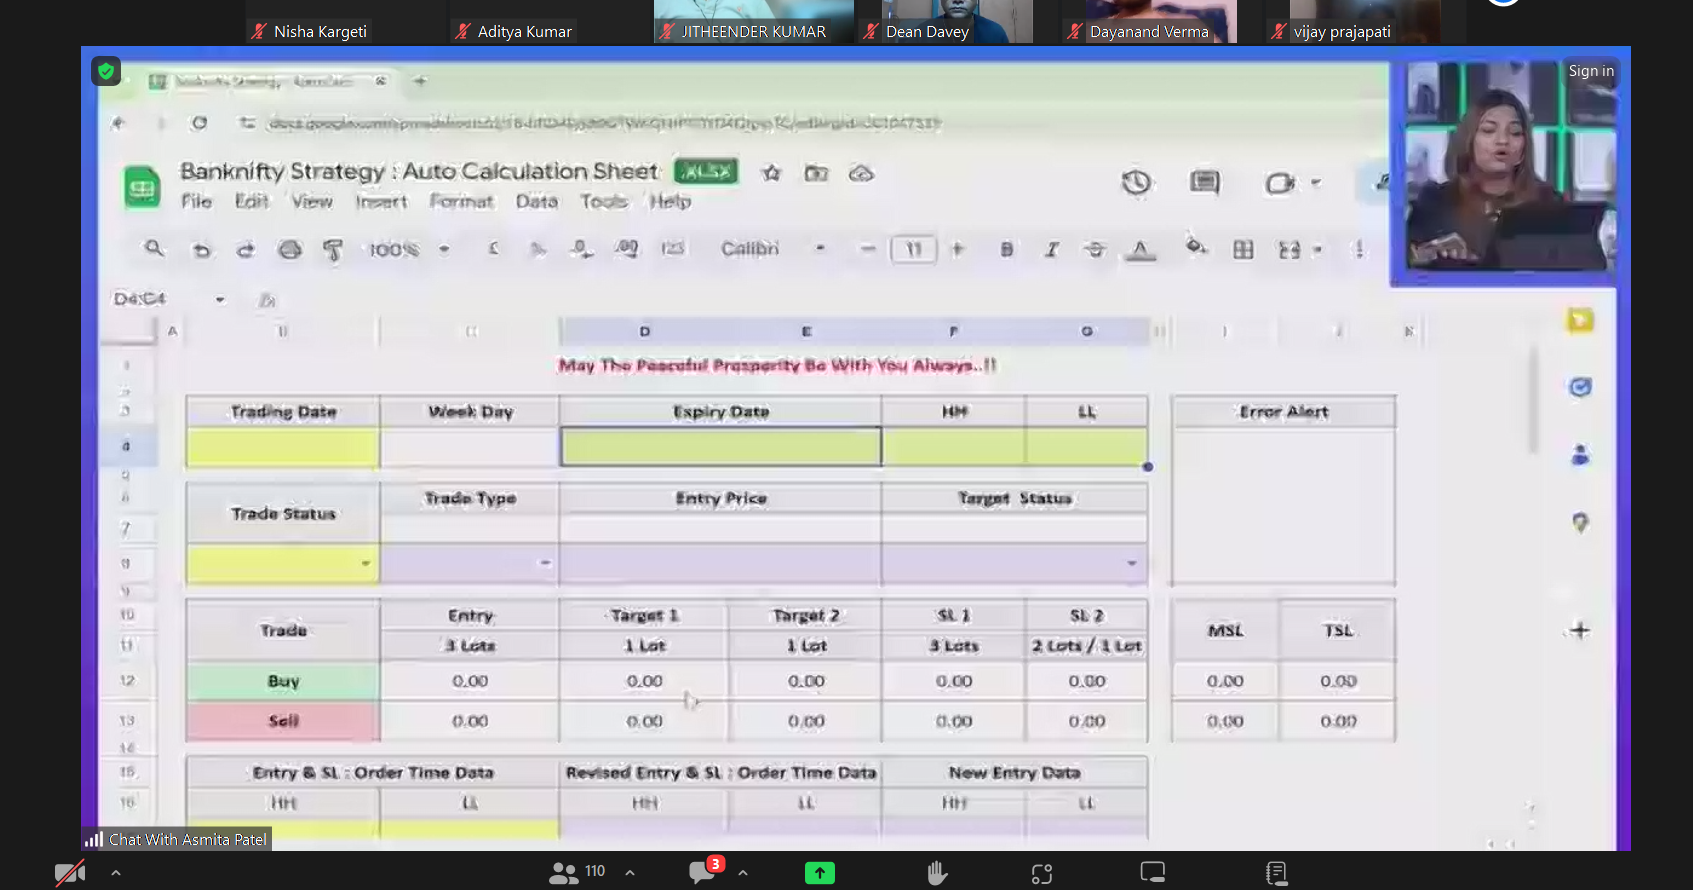 Nisha Kargeti
Aditya Kumar
JITHEENDER KUMAR
Dean Davey
Dayanand Verma
vijay prajapati
Sign in
Banknifty Strategy : Auto Calculation Sheet .XLSX
File Edit View Insert Format Data Tools Help
100% £ % 123 Calibri 11 B I A
D4:E4 fx
A D E F G
1 May The Peaceful Prosperity Be With You Always..!!
3 Trading Date Week Day Expiry Date HH LL Error Alert
4
6 Trade Type Entry Price Target Status
Trade Status
7
8
9
10 Entry Target 1 Target 2 SL 1 SL 2
Trade MSL TSL
11 3 Lots 1 Lot 1 Lot 3 Lots 2 Lots / 1 Lot
12 Buy 0.00 0.00 0.00 0.00 0.00 0.00 0.00
13 Sell 0.00 0.00 0.00 0.00 0.00 0.00 0.00
14
15 Entry & SL : Order Time Data Revised Entry & SL : Order Time Data New Entry Data
16 HH LL HH LL HH LL
Chat With Asmita Patel
110
3